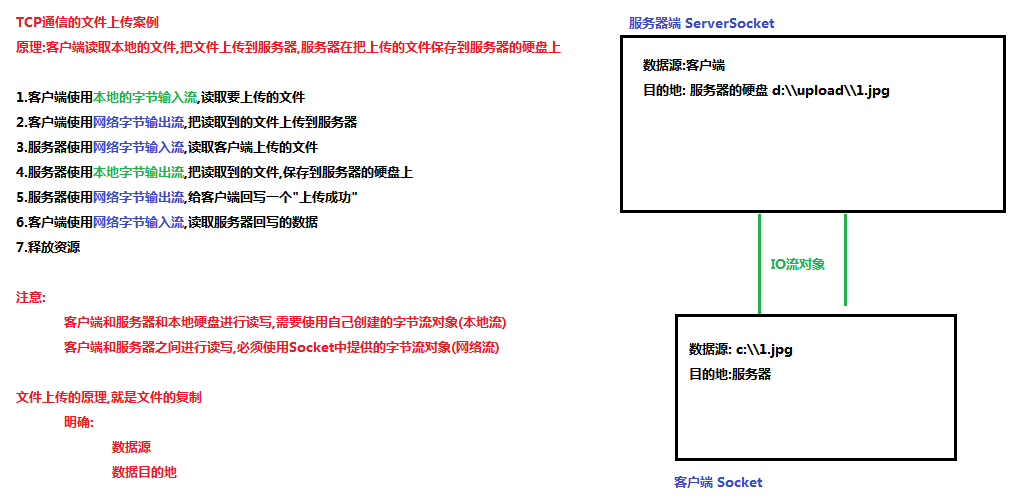 TCP通信的文件上传案例
原理:客户端读取本地的文件,把文件上传到服务器,服务器在把上传的文件保存到服务器的硬盘上
1.客户端使用本地的字节输入流,读取要上传的文件
2.客户端使用网络字节输出流,把读取到的文件上传到服务器
3.服务器使用网络字节输入流,读取客户端上传的文件
4.服务器使用本地字节输出流,把读取到的文件,保存到服务器的硬盘上
5.服务器使用网络字节输出流,给客户端回写一个"上传成功"
6.客户端使用网络字节输入流,读取服务器回写的数据
7.释放资源
注意:
客户端和服务器和本地硬盘进行读写,需要使用自己创建的字节流对象(本地流)
客户端和服务器之间进行读写,必须使用Socket中提供的字节流对象(网络流)
文件上传的原理,就是文件的复制
明确:
数据源
数据目的地
服务器端 ServerSocket
数据源:客户端
目的地: 服务器的硬盘 d:\\upload\\1.jpg
IO流对象
数据源: c:\\1.jpg
目的地:服务器
客户端 Socket